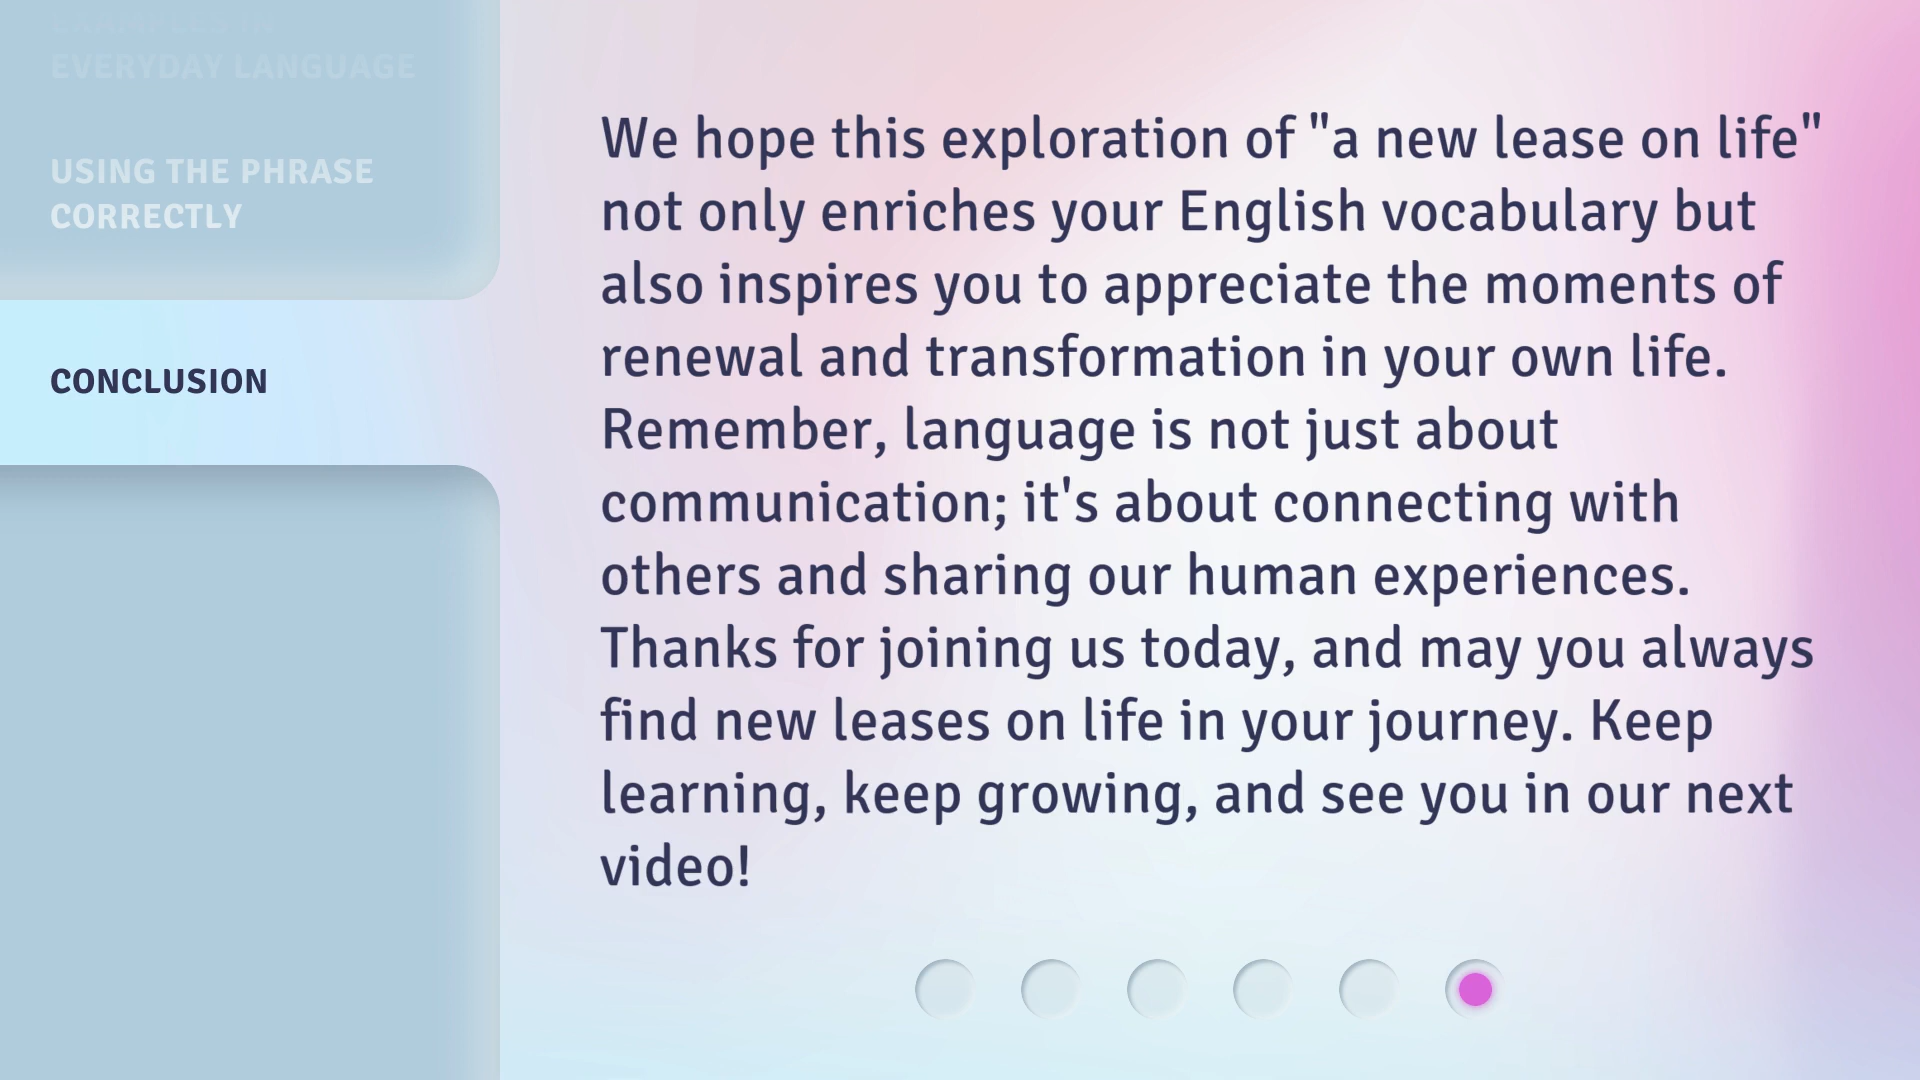 EXAMPLES IN
EVERYDAY LANGUAGE
USING THE PHRASE
CORRECTLY
CONCLUSION
We hope this exploration of "a new lease on life"
not only enriches your English vocabulary but
also inspires you to appreciate the moments of
renewal and transformation in your own life.
Remember, language is not just about
communication; it's about connecting with
others and sharing our human experiences.
Thanks for joining us today, and may you always
find new leases on life in your journey. Keep
learning, keep growing, and see you in our next
video!